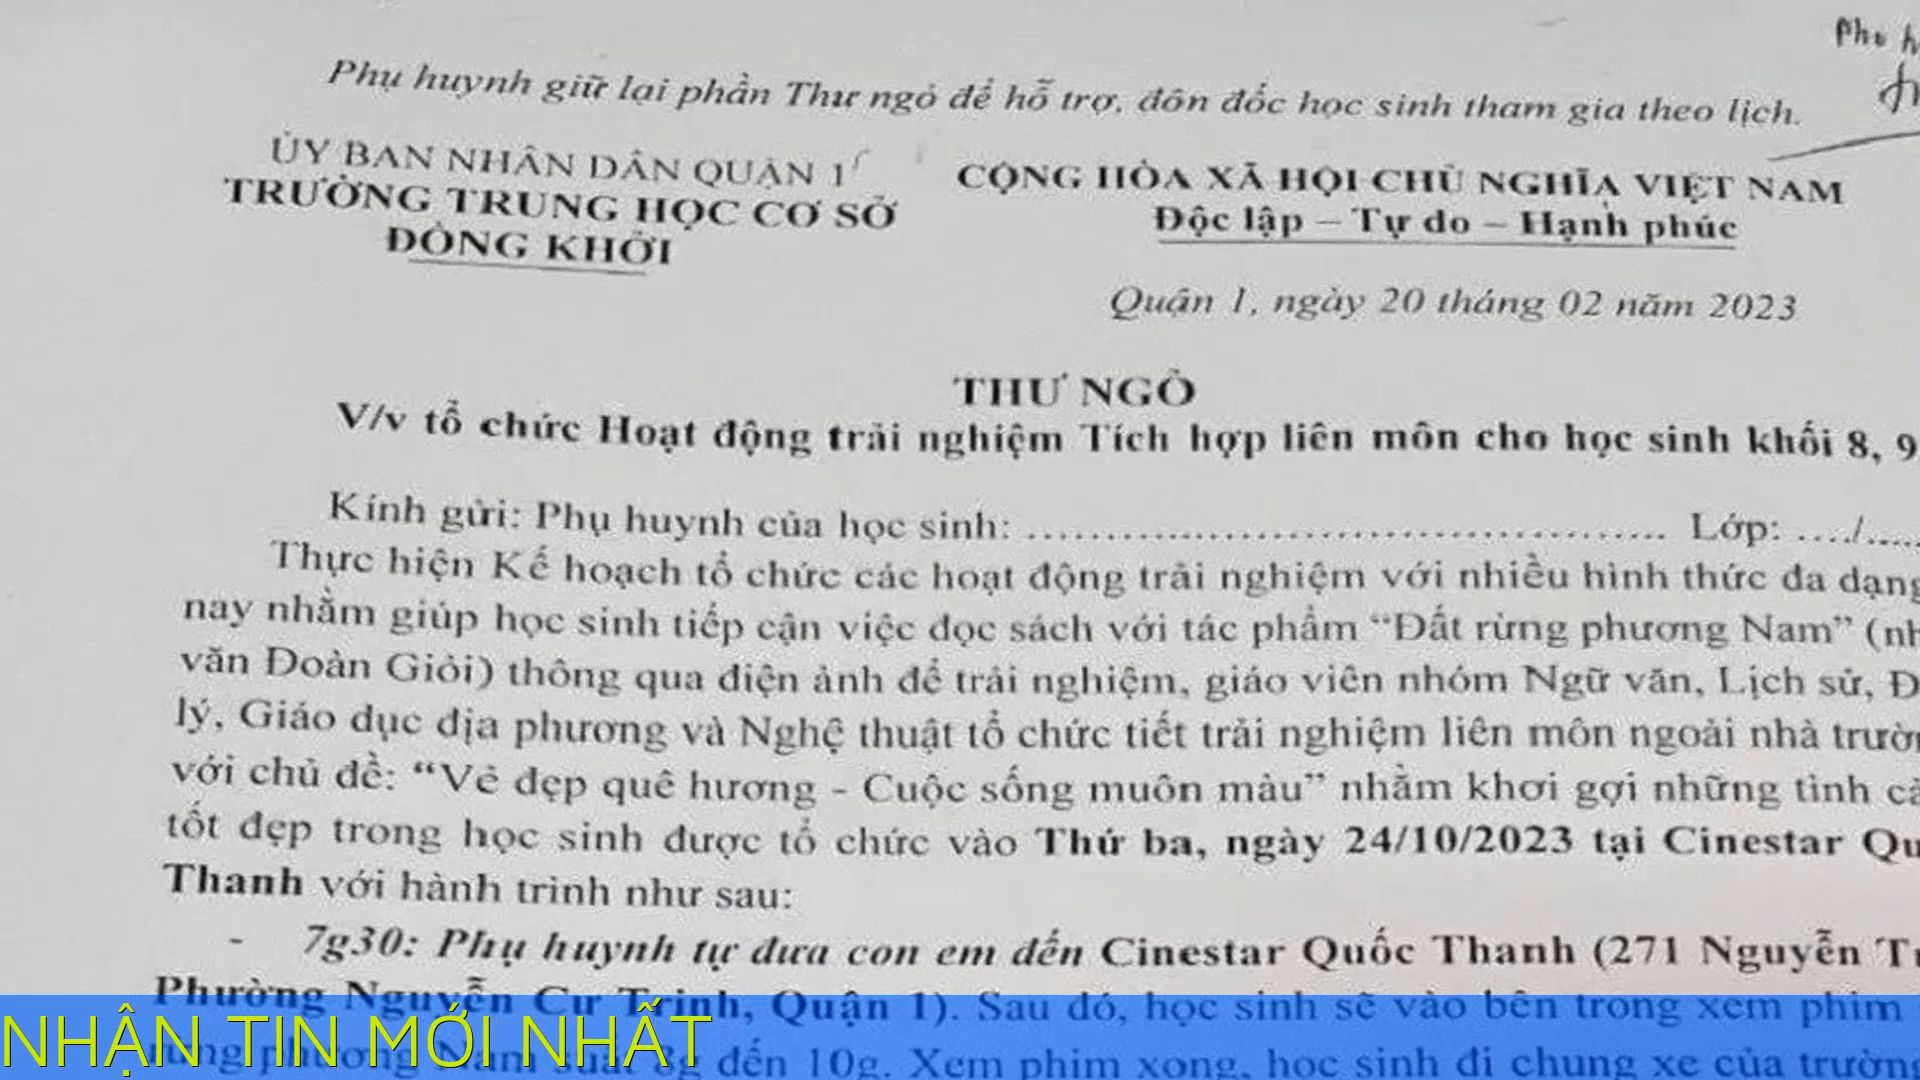 Phụ h
Phụ huynh giữ lại phần Thư ngỏ để hỗ trợ, đôn đốc học sinh tham gia theo lịch.
ỦY BAN NHÂN DÂN QUẬN 1
TRƯỜNG TRUNG HỌC CƠ SỞ
ĐỒNG KHỞI
CỘNG HÒA XÃ HỘI CHỦ NGHĨA VIỆT NAM
Độc lập – Tự do – Hạnh phúc
Quận 1, ngày 20 tháng 02 năm 2023
THƯ NGỎ
V/v tổ chức Hoạt động trải nghiệm Tích hợp liên môn cho học sinh khối 8, 9
Kính gửi: Phụ huynh của học sinh: ........................................ Lớp: ..../.....
Thực hiện Kế hoạch tổ chức các hoạt động trải nghiệm với nhiều hình thức đa dạng
nay nhằm giúp học sinh tiếp cận việc đọc sách với tác phẩm “Đất rừng phương Nam” (nh
văn Đoàn Giỏi) thông qua điện ảnh để trải nghiệm, giáo viên nhóm Ngữ văn, Lịch sử, Đ
lý, Giáo dục địa phương và Nghệ thuật tổ chức tiết trải nghiệm liên môn ngoài nhà trườn
với chủ đề: “Vẻ đẹp quê hương - Cuộc sống muôn màu” nhằm khơi gợi những tình cả
tốt đẹp trong học sinh được tổ chức vào Thứ ba, ngày 24/10/2023 tại Cinestar Qu
Thanh với hành trình như sau:
- 7g30: Phụ huynh tự đưa con em đến Cinestar Quốc Thanh (271 Nguyễn Tr
Phường Nguyễn Cư Trinh, Quận 1). Sau đó, học sinh sẽ vào bên trong xem phim
rừng phương Nam suất 8g đến 10g. Xem phim xong, học sinh đi chung xe của trường
NHẬN TIN MỚI NHẤT